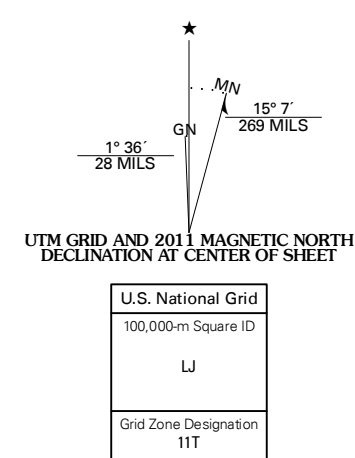 ★
MN
15° 7´
269 MILS
GN
1° 36´
28 MILS
UTM GRID AND 2011 MAGNETIC NORTH
DECLINATION AT CENTER OF SHEET
U.S. National Grid
100,000-m Square ID
LJ
Grid Zone Designation
11T